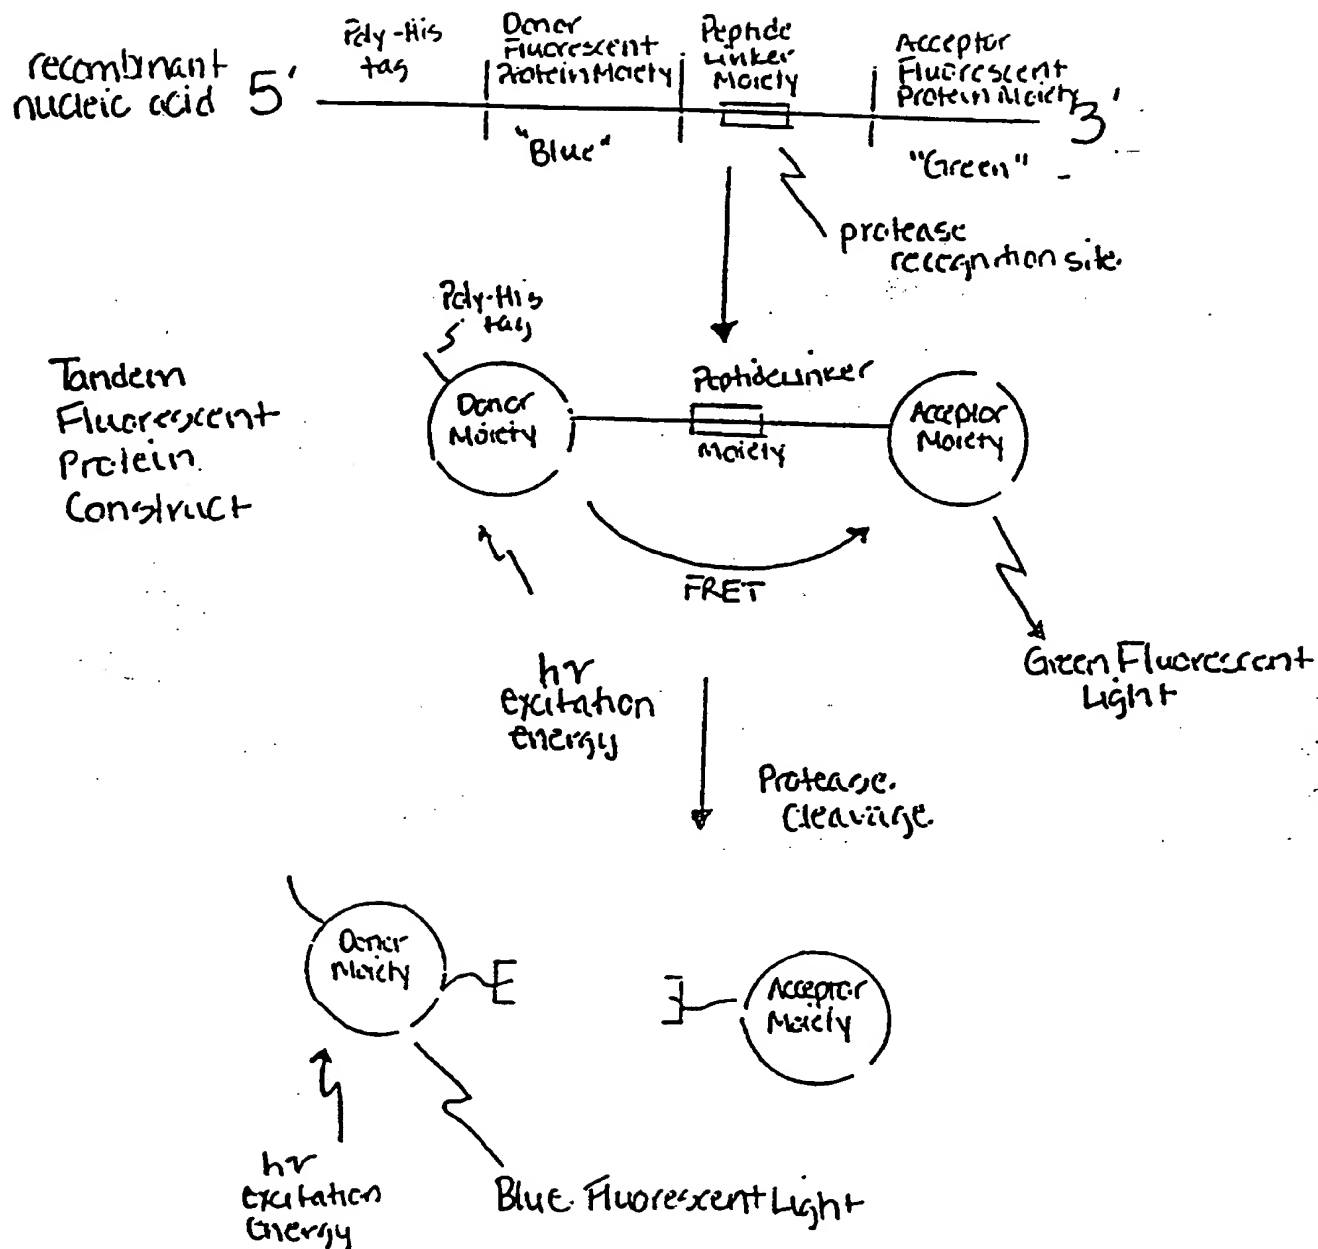 recombinant
nucleic acid
5'
Poly-His
tag
Donor
Fluorescent
Protein Moiety
Peptide
Linker
Moiety
Acceptor
Fluorescent
Protein Moiety
3'
"Blue"
"Green"
protease
recognition site.
Poly-His
tag
Tandem
Fluorescent
Protein.
Construct
Donor
Moiety
Peptide Linker
Moiety
Acceptor
Moiety
FRET
hν
excitation
energy
Green Fluorescent
Light
Protease.
Cleavage.
Donor
Moiety
Acceptor
Moiety
hν
excitation
energy
Blue. Fluorescent Light